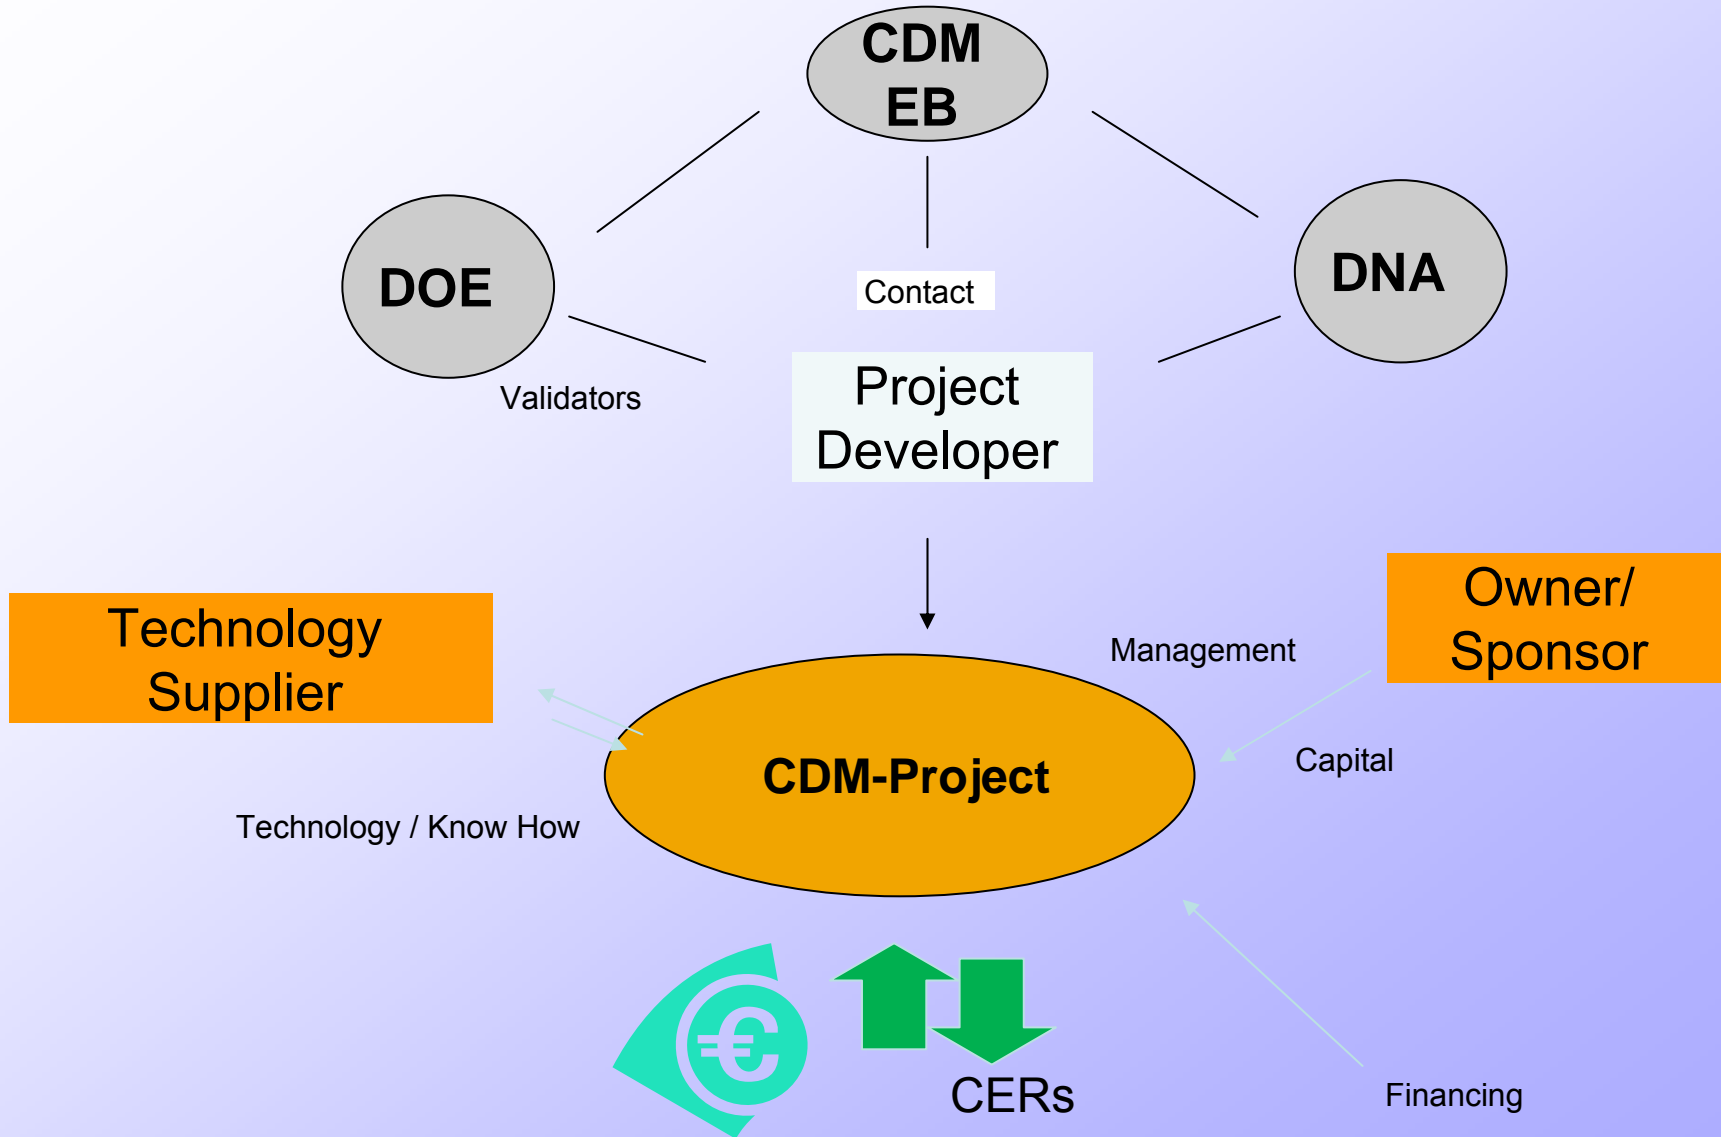 CDM
EB
DOE
DNA
Contact
Validators
Project
Developer
Technology
Supplier
Owner/
Sponsor
Management
CDM-Project
Capital
Technology / Know How
€
CERs
Financing